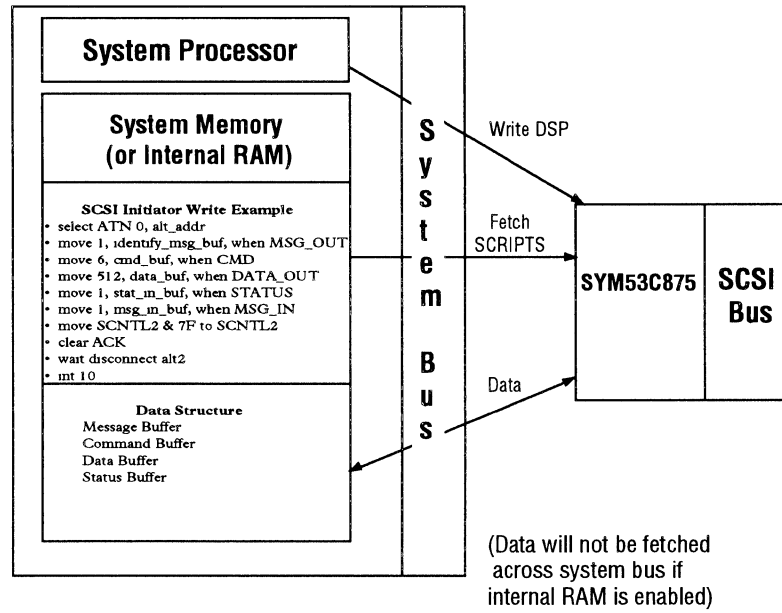 System Processor
System Memory
(or Internal RAM)
SCSI Initiator Write Example
• select ATN 0, alt_addr
• move 1, identify_msg_buf, when MSG_OUT
• move 6, cmd_buf, when CMD
• move 512, data_buf, when DATA_OUT
• move 1, stat_in_buf, when STATUS
• move 1, msg_in_buf, when MSG_IN
• move SCNTL2 & 7F to SCNTL2
• clear ACK
• wait disconnect alt2
• int 10
Data Structure
Message Buffer
Command Buffer
Data Buffer
Status Buffer
System Bus
Write DSP
Fetch
SCRIPTS
Data
SYM53C875
SCSI
Bus
(Data will not be fetched
across system bus if
internal RAM is enabled)